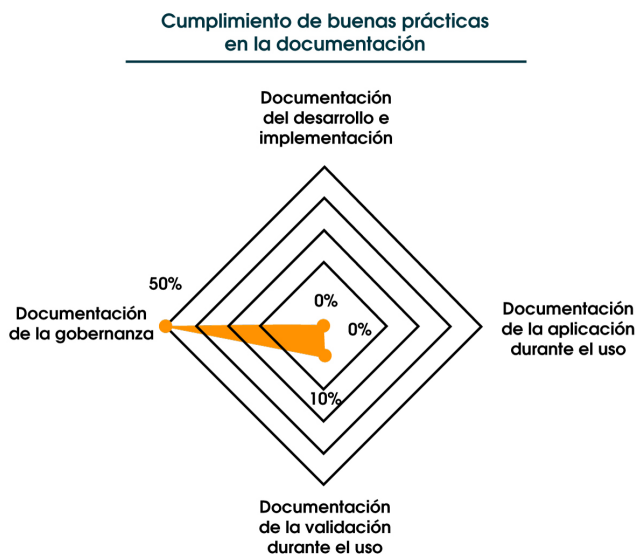 Cumplimiento de buenas prácticas
en la documentación
Documentación
del desarrollo e
implementación
50%
0%
Documentación
de la gobernanza
0%
Documentación
de la aplicación
durante el uso
10%
Documentación
de la validación
durante el uso